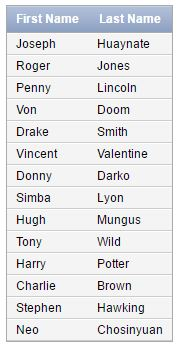 First Name Last Name
Joseph Huaynate
Roger Jones
Penny Lincoln
Von Doom
Drake Smith
Vincent Valentine
Donny Darko
Simba Lyon
Hugh Mungus
Tony Wild
Harry Potter
Charlie Brown
Stephen Hawking
Neo Chosinyuan